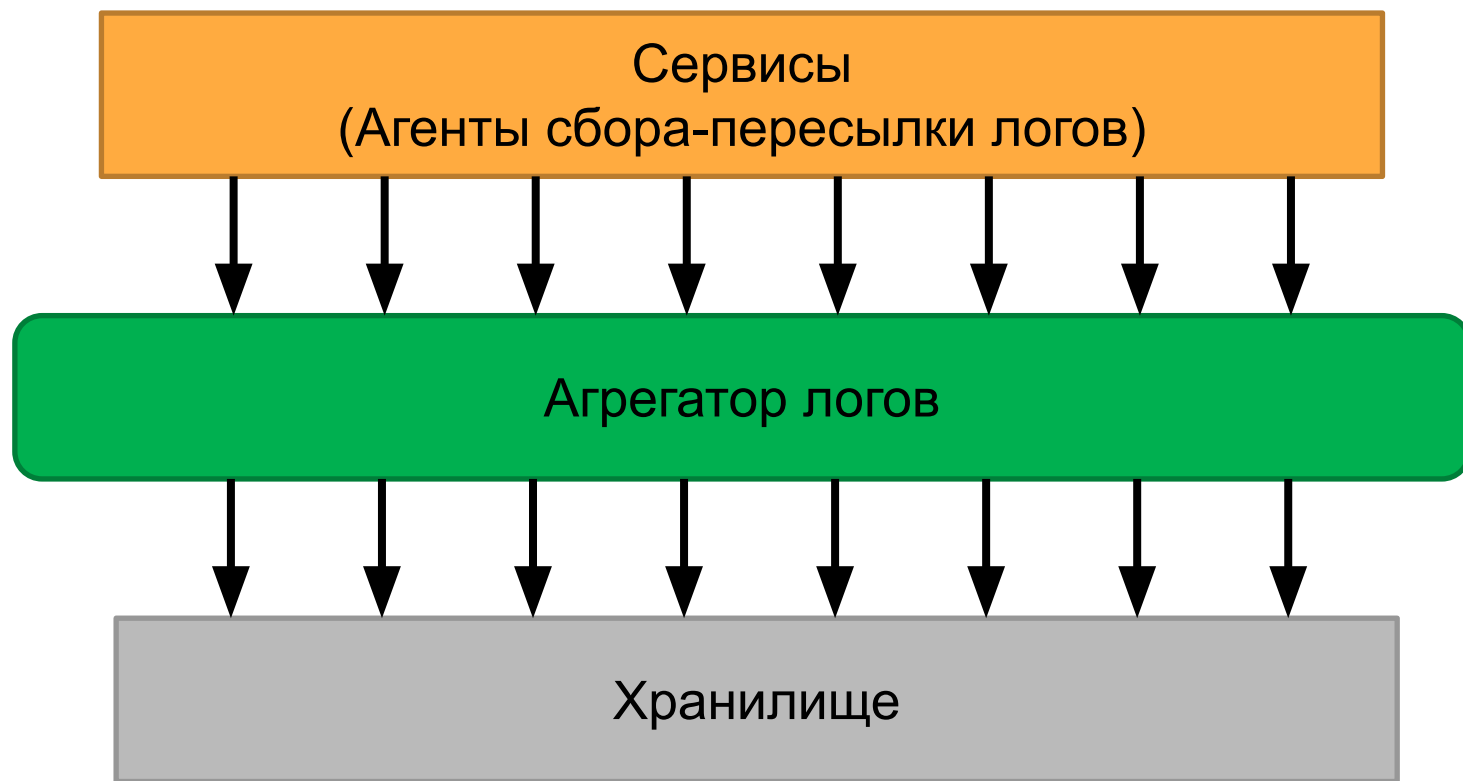 Сервисы
(Агенты сбора-пересылки логов)
Агрегатор логов
Хранилище